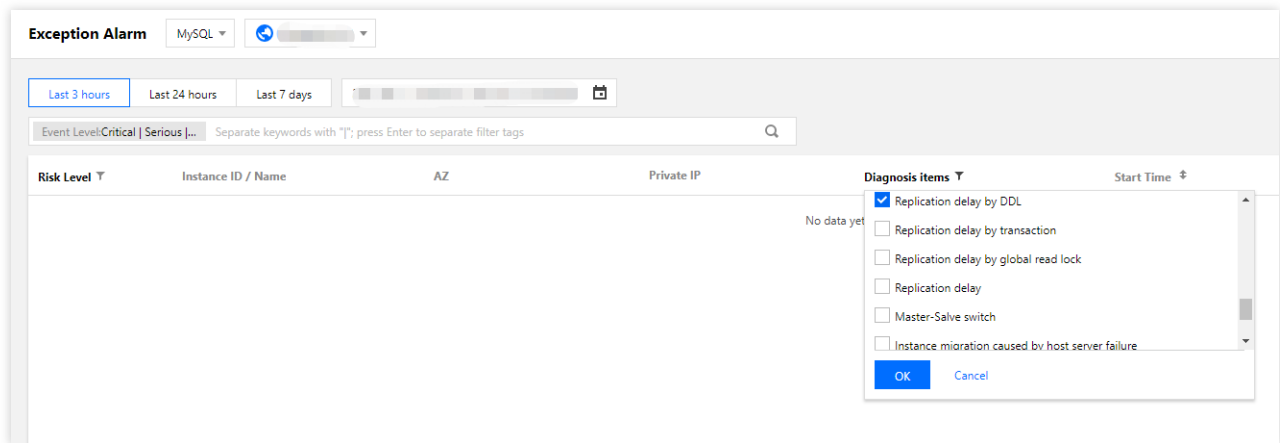 Exception Alarm MySQL
Last 3 hours Last 24 hours Last 7 days
Event Level:Critical | Serious |... Separate keywords with "|"; press Enter to separate filter tags
Risk Level Instance ID / Name AZ Private IP Diagnosis items Start Time
No data yet
Replication delay by DDL
Replication delay by transaction
Replication delay by global read lock
Replication delay
Master-Salve switch
Instance migration caused by host server failure
OK Cancel